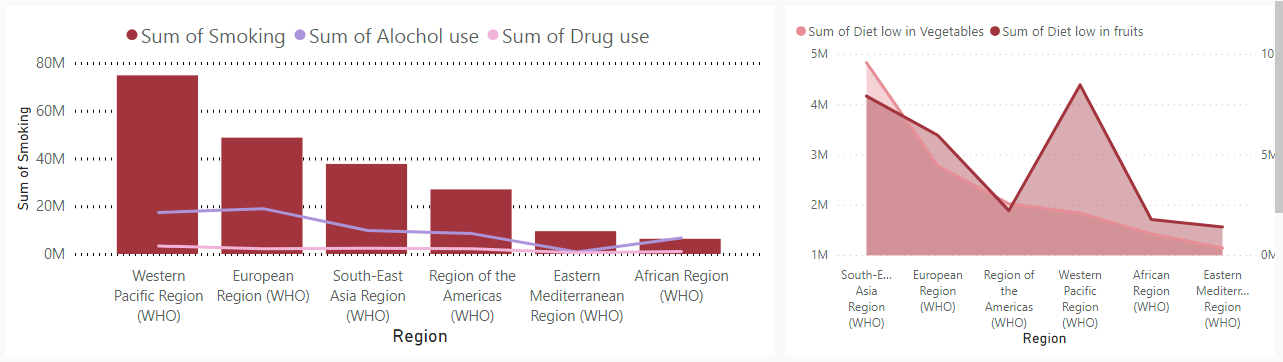 Sum of Smoking Sum of Alochol use Sum of Drug use
80M
60M
40M
20M
0M
Sum of Smoking
Western
Pacific Region
(WHO)
European
Region (WHO)
South-East
Asia Region
(WHO)
Region of the
Americas
(WHO)
Eastern
Mediterranean
Region (WHO)
African Region
(WHO)
Region
Sum of Diet low in Vegetables Sum of Diet low in fruits
5M
4M
3M
2M
1M
10
5M
0M
South-E...
Asia
Region
(WHO)
European
Region
(WHO)
Region of
the
Americas
(WHO)
Western
Pacific
Region
(WHO)
African
Region
(WHO)
Eastern
Mediterr...
Region
(WHO)
Region